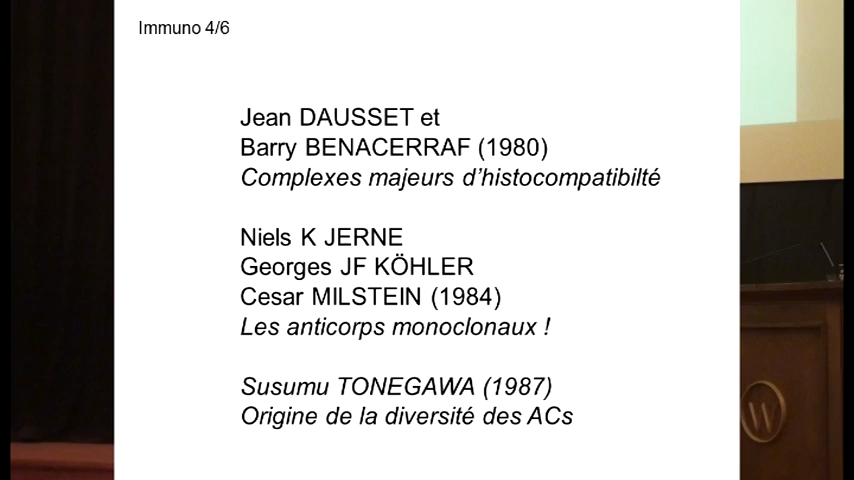 Immuno 4/6
Jean DAUSSET et
Barry BENACERRAF (1980)
Complexes majeurs d'histocompatibilté
Niels K JERNE
Georges JF KÖHLER
Cesar MILSTEIN (1984)
Les anticorps monoclonaux !
Susumu TONEGAWA (1987)
Origine de la diversité des ACs
W